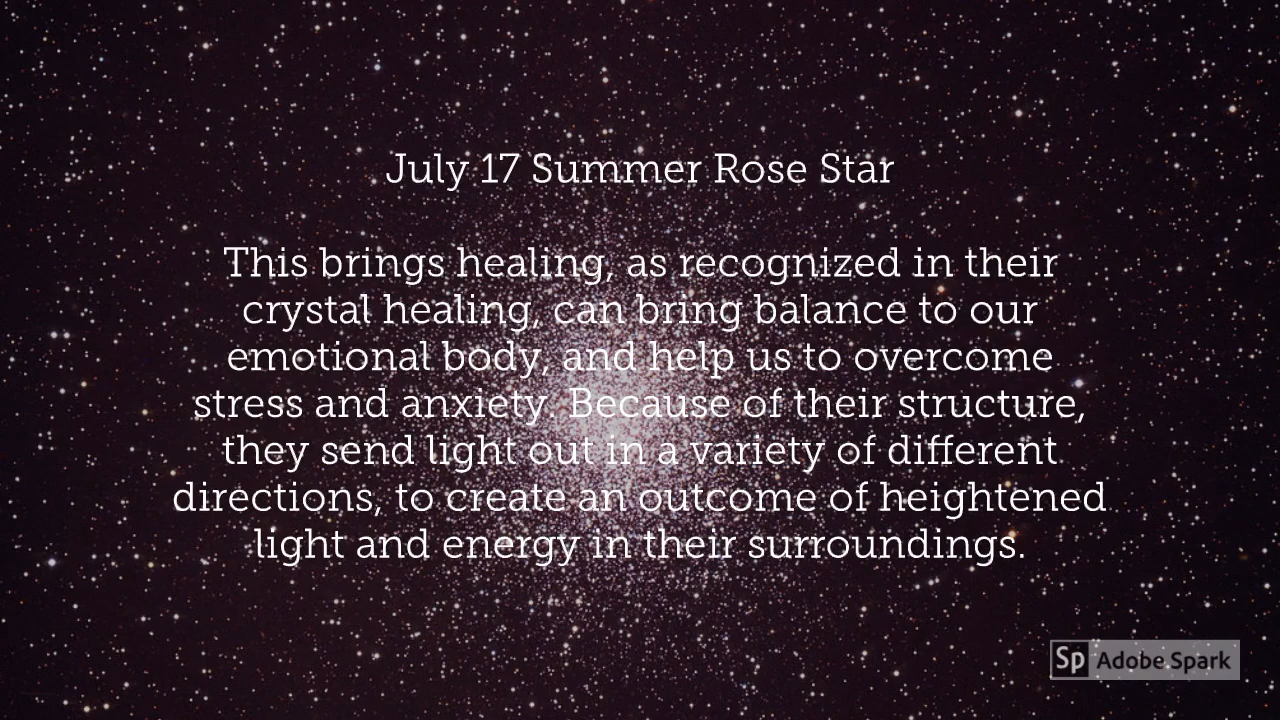 July 17 Summer Rose Star
This brings healing, as recognized in their
crystal healing, can bring balance to our
emotional body, and help us to overcome
stress and anxiety. Because of their structure,
they send light out in a variety of different
directions, to create an outcome of heightened
light and energy in their surroundings.
Sp Adobe Spark